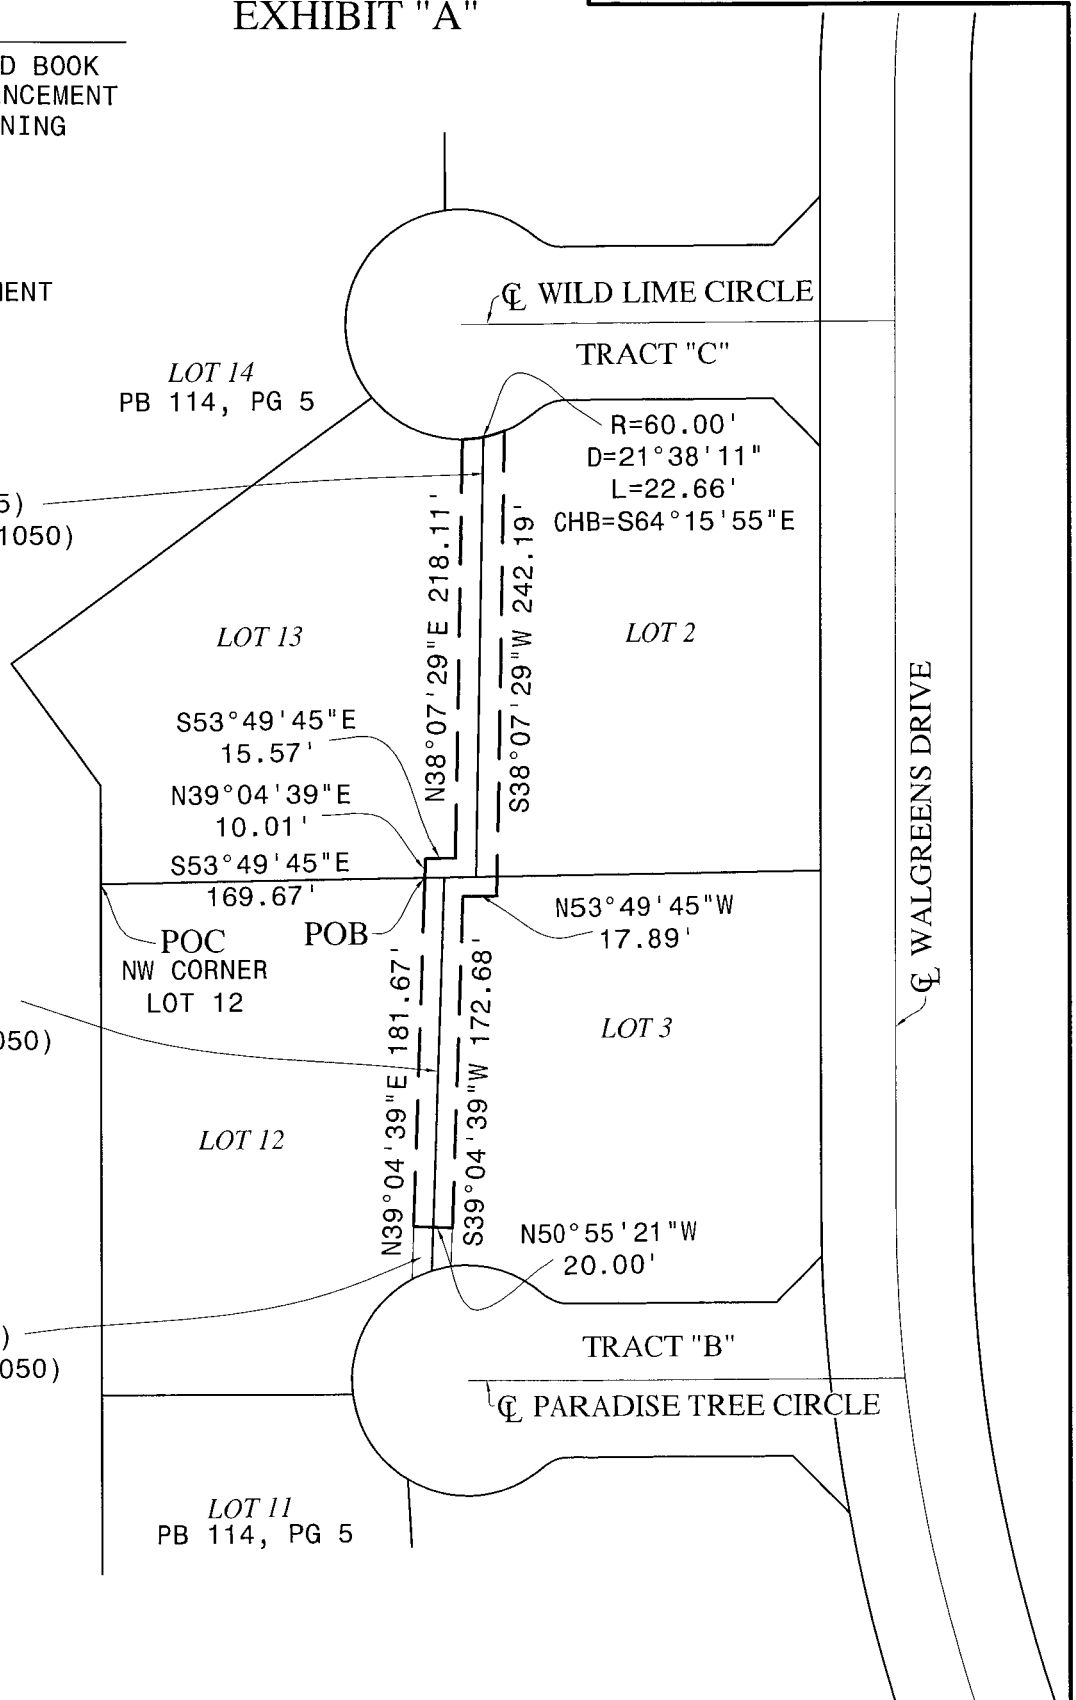 EXHIBIT "A"
D BOOK
NCEMENT
NING
MENT
℄ WILD LIME CIRCLE
TRACT "C"
LOT 14
PB 114, PG 5
R=60.00'
D=21°38'11"
L=22.66'
CHB=S64°15'55"E
5)
1050)
N38°07'29"E 218.11'
S38°07'29"W 242.19'
LOT 13
LOT 2
S53°49'45"E
15.57'
N39°04'39"E
10.01'
S53°49'45"E
169.67'
℄ WALGREENS DRIVE
POC
NW CORNER
LOT 12
POB
N53°49'45"W
17.89'
050)
N39°04'39"E 181.67'
S39°04'39"W 172.68'
LOT 3
LOT 12
N50°55'21"W
20.00'
)
050)
TRACT "B"
℄ PARADISE TREE CIRCLE
LOT 11
PB 114, PG 5